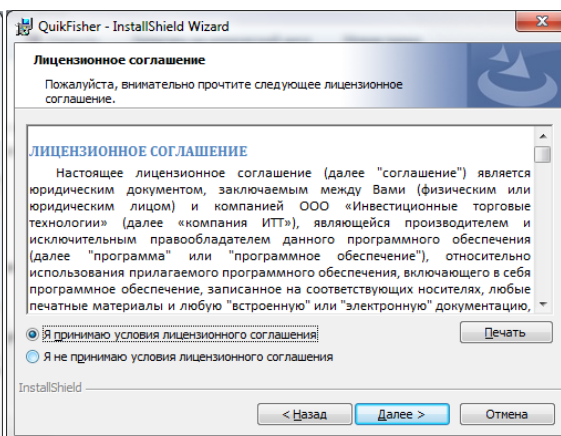 QuikFisher - InstallShield Wizard
Лицензионное соглашение
Пожалуйста, внимательно прочтите следующее лицензионное
соглашение.
ЛИЦЕНЗИОННОЕ СОГЛАШЕНИЕ
Настоящее лицензионное соглашение (далее "соглашение") является
юридическим документом, заключаемым между Вами (физическим или
юридическим лицом) и компанией ООО «Инвестиционные торговые
технологии» (далее «компания ИТТ»), являющейся производителем и
исключительным правообладателем данного программного обеспечения
(далее "программа" или "программное обеспечение"), относительно
использования прилагаемого программного обеспечения, включающего в себя
программное обеспечение, записанное на соответствующих носителях, любые
печатные материалы и любую "встроенную" или "электронную" документацию,
Я принимаю условия лицензионного соглашения
Печать
Я не принимаю условия лицензионного соглашения
InstallShield
< Назад
Далее >
Отмена